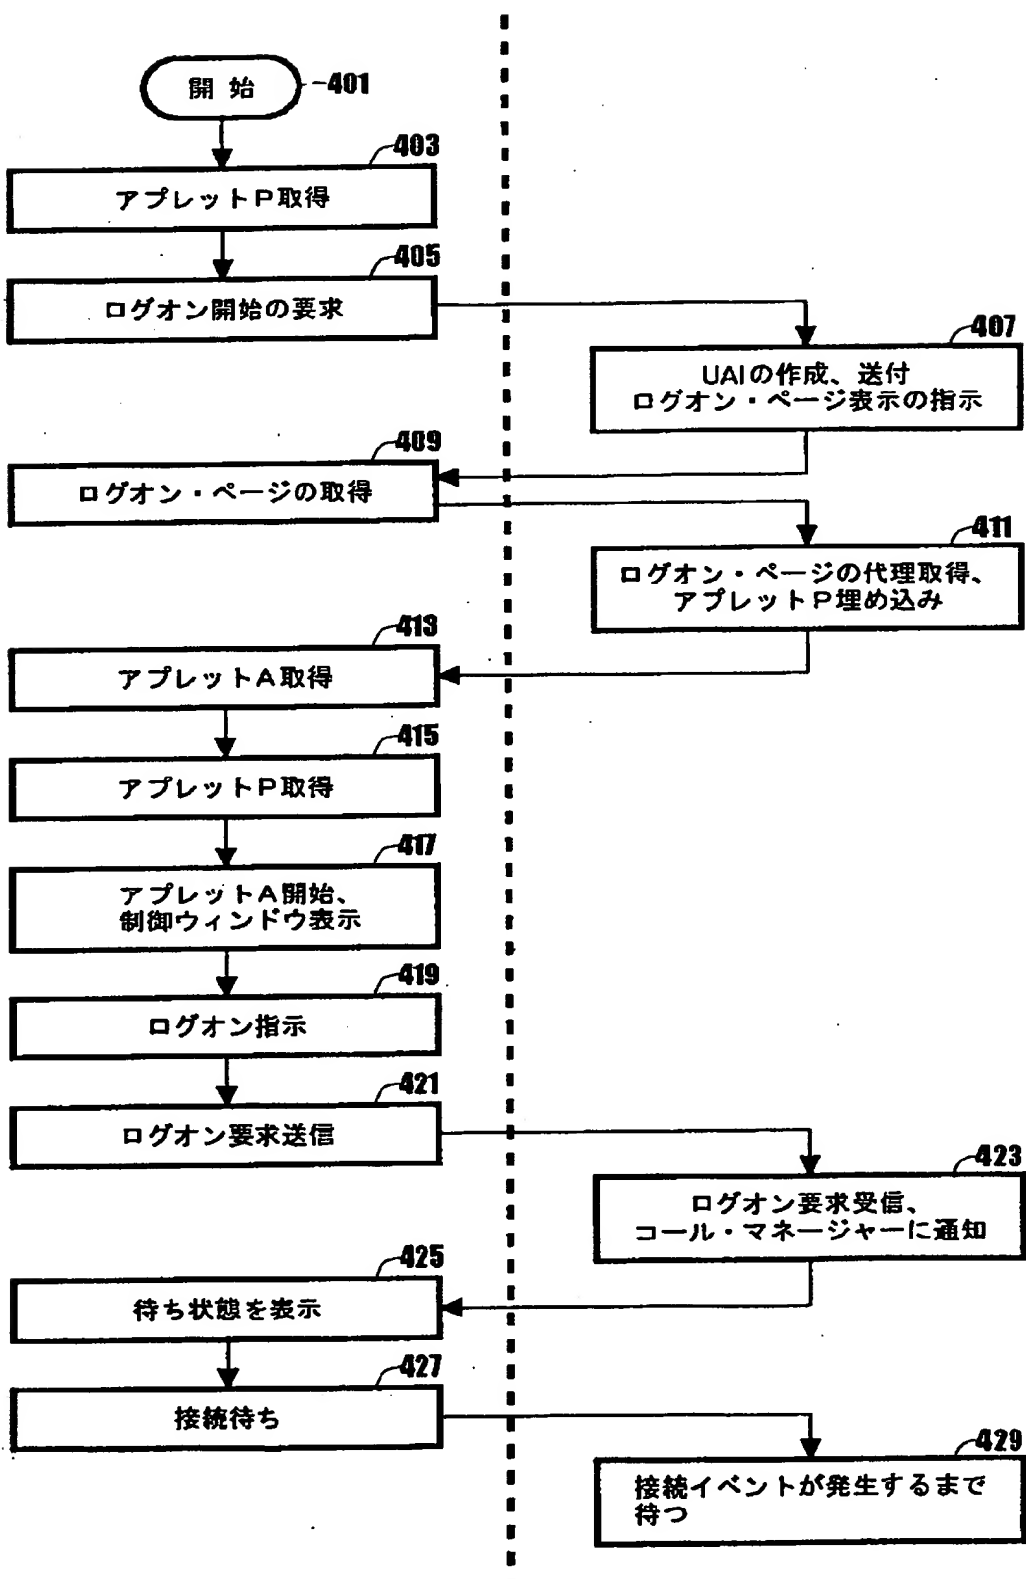 開始
401
403
アプレットP取得
405
ログオン開始の要求
407
UAIの作成、送付
ログオン・ページ表示の指示
409
ログオン・ページの取得
411
ログオン・ページの代理取得、
アプレットP埋め込み
413
アプレットA取得
415
アプレットP取得
417
アプレットA開始、
制御ウィンドウ表示
419
ログオン指示
421
ログオン要求送信
423
ログオン要求受信、
コール・マネージャーに通知
425
待ち状態を表示
427
接続待ち
429
接続イベントが発生するまで
待つ